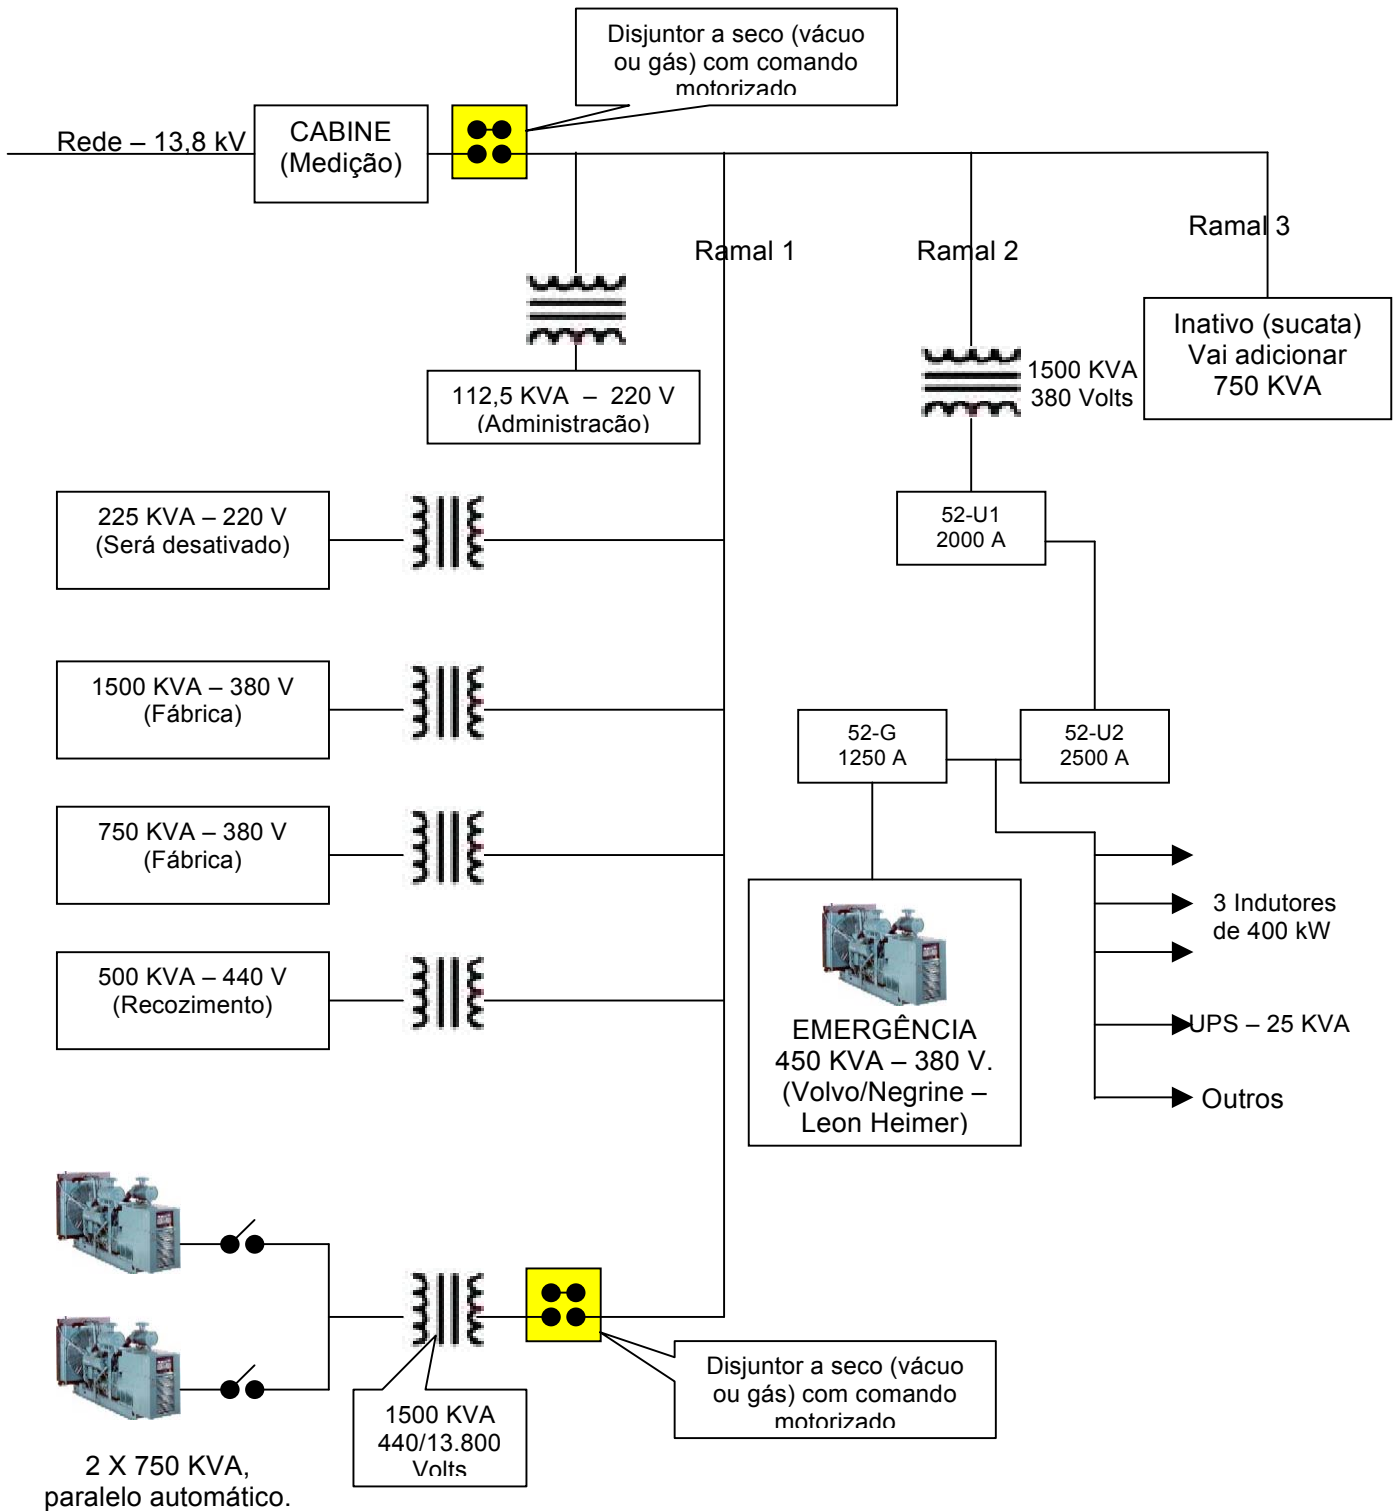 Disjuntor a seco (vácuo
ou gás) com comando
motorizado
Rede – 13,8 kV
CABINE
(Medição)
Ramal 1
Ramal 2
Ramal 3
Inativo (sucata)
Vai adicionar
750 KVA
1500 KVA
380 Volts
112,5 KVA – 220 V
(Administracão)
225 KVA – 220 V
(Será desativado)
52-U1
2000 A
1500 KVA – 380 V
(Fábrica)
52-G
1250 A
52-U2
2500 A
750 KVA – 380 V
(Fábrica)
3 Indutores
de 400 kW
500 KVA – 440 V
(Recozimento)
EMERGÊNCIA
450 KVA – 380 V.
(Volvo/Negrine –
Leon Heimer)
UPS – 25 KVA
Outros
Disjuntor a seco (vácuo
ou gás) com comando
motorizado
1500 KVA
440/13.800
Volts
2 X 750 KVA,
paralelo automático.